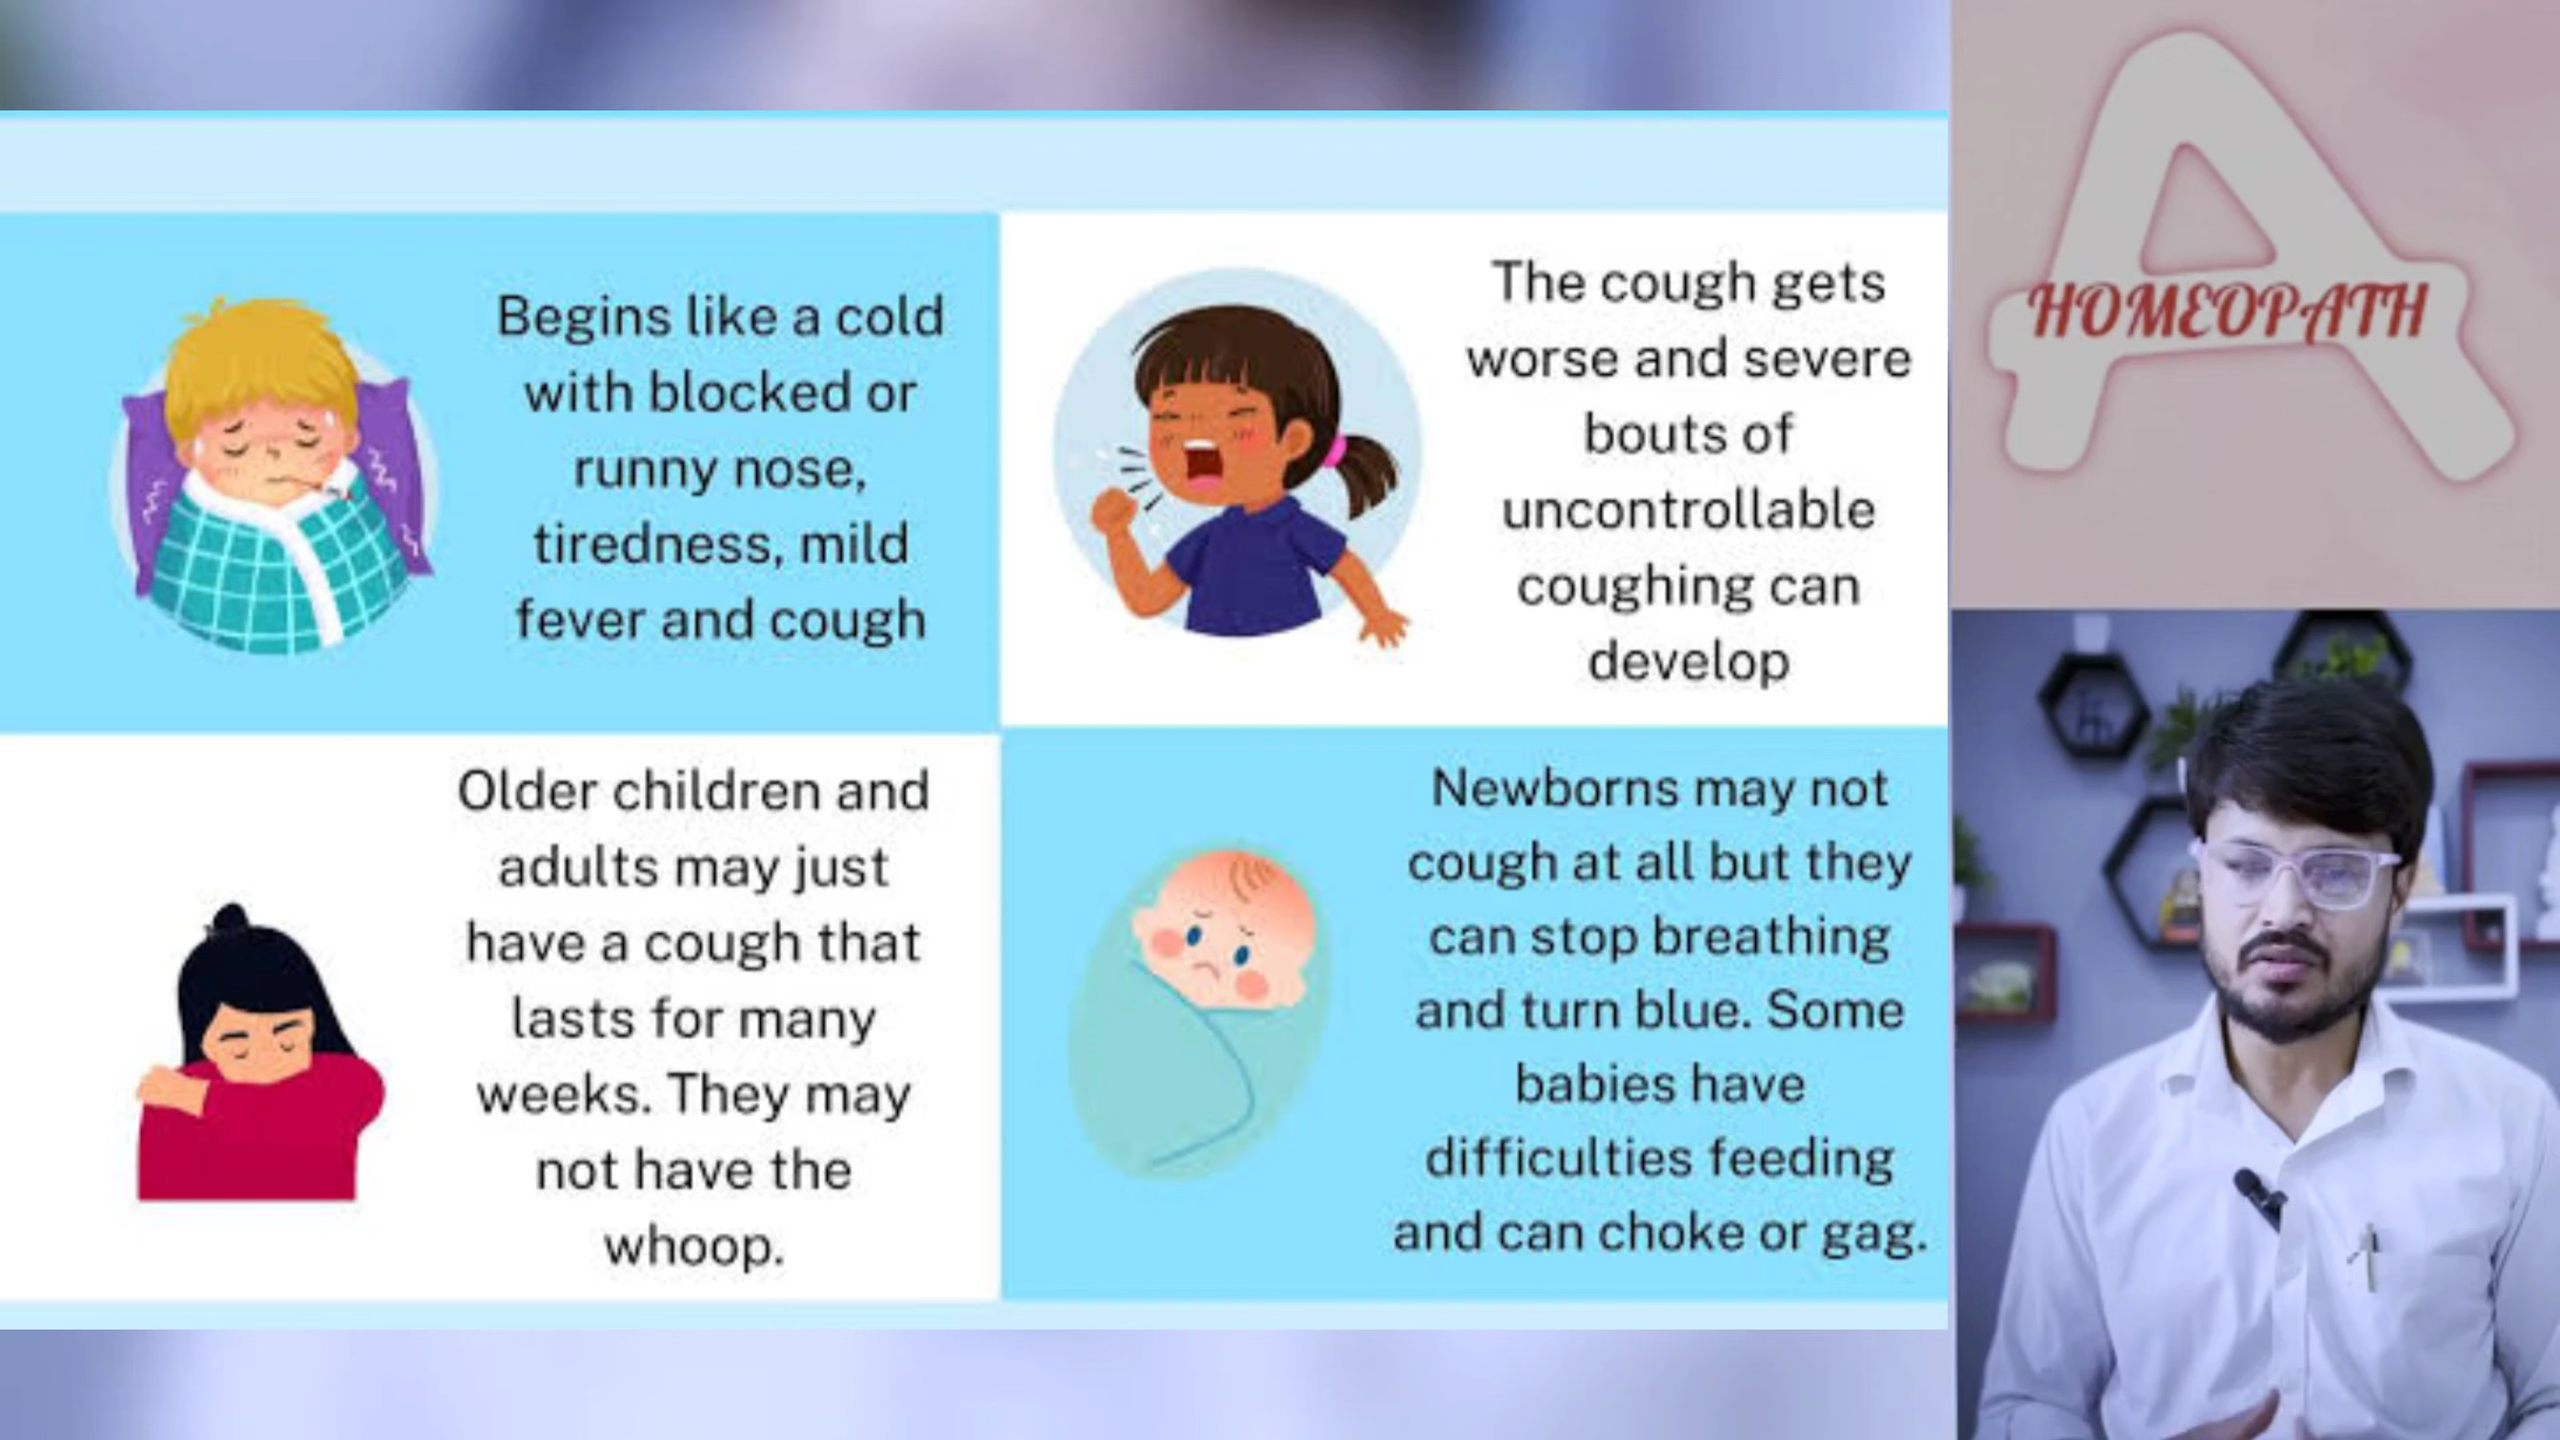 Begins like a cold
with blocked or
runny nose,
tiredness, mild
fever and cough
The cough gets
worse and severe
bouts of
uncontrollable
coughing can
develop
Older children and
adults may just
have a cough that
lasts for many
weeks. They may
not have the
whoop.
Newborns may not
cough at all but they
can stop breathing
and turn blue. Some
babies have
difficulties feeding
and can choke or gag.
A
HOMEOPATH